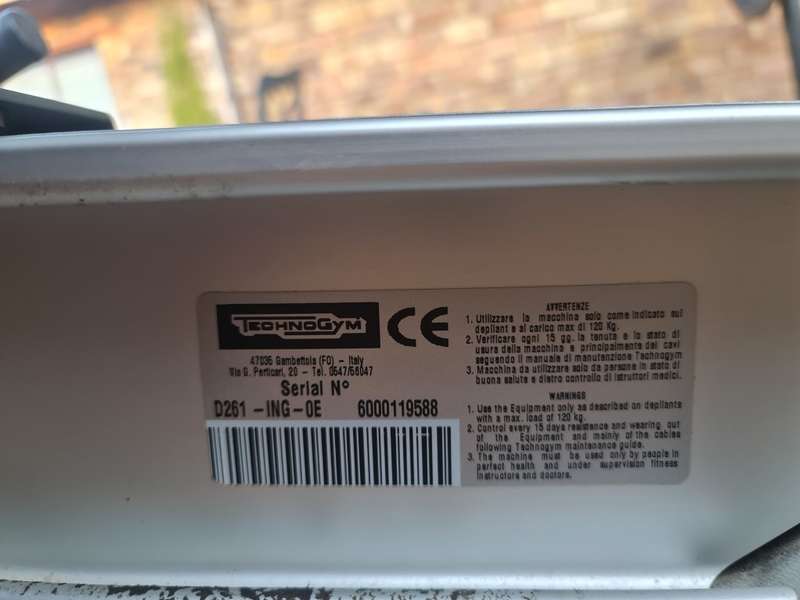 TECHNOGYM
CE
47035 Gambettola (FO) - Italy
Via G. Perticari, 20 - Tel. 0547/56047
Serial N°
D261 -ING-0E 6000119588
AVVERTENZE
1. Utilizzare la macchina solo come indicato sul
depliant e al carico max di 120 Kg.
2. Verificare ogni 15 gg. la tenuta e lo stato di
usura della macchina e principalmente dei cavi
seguendo il manuale di manutenzione Technogym
3. Macchina da utilizzare solo da persone in stato di
buona salute e dietro controllo di istruttori medici.
WARNINGS
1. Use the Equipment only as described on depliants
with a max. load of 120 kg.
2. Control every 15 days resistence and wearing out
of the Equipment and mainly of the cables
following Technogym maintenance guide.
3. The machine must be used only by people in
perfect health and under supervision fitness
instructors and doctors.